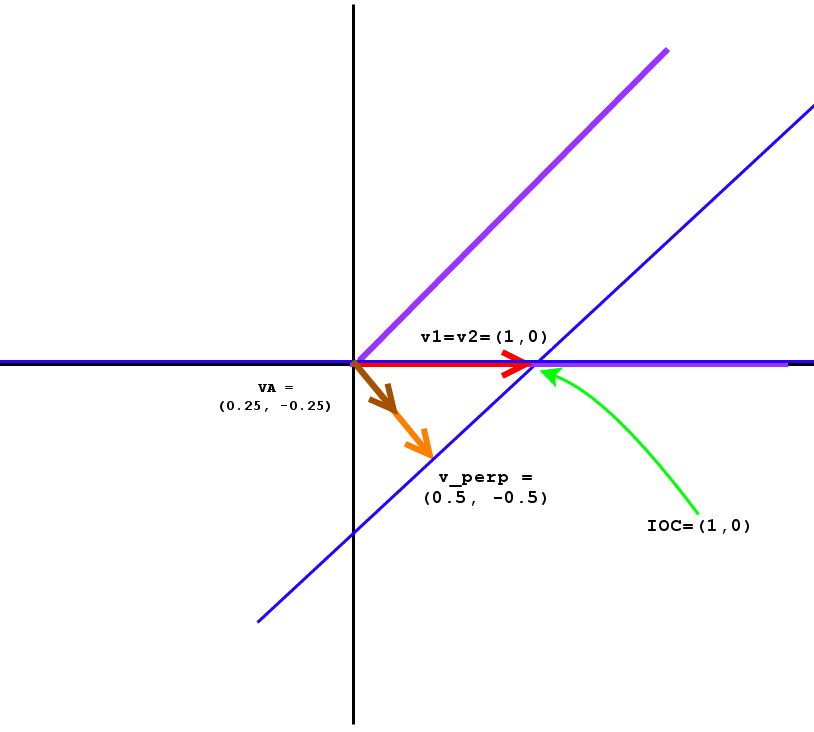 v1=v2=(1,0)
VA =
(0.25, -0.25)
v_perp =
(0.5, -0.5)
IOC=(1,0)